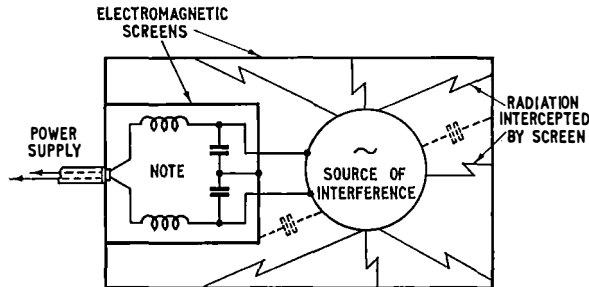 ELECTROMAGNETIC
SCREENS
POWER
SUPPLY
NOTE
~
SOURCE OF
INTERFERENCE
RADIATION
INTERCEPTED
BY SCREEN